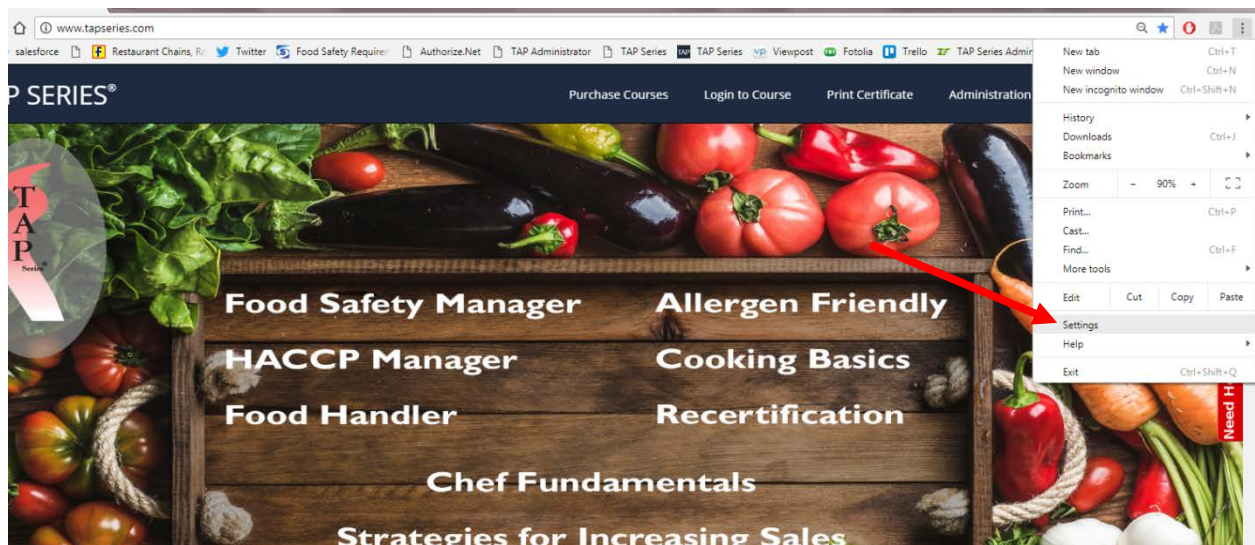 www.tapseries.com
salesforce Restaurant Chains, R Twitter Food Safety Requirem Authorize.Net TAP Administrator TAP Series TAP TAP Series Viewpost Fotolia Trello TAP Series Admin
P SERIES® Purchase Courses Login to Course Print Certificate Administration
New tab Ctrl+T
New window Ctrl+N
New incognito window Ctrl+Shift+N
History
Downloads Ctrl+J
Bookmarks
Zoom - 90% +
Print... Ctrl+P
Cast...
Find... Ctrl+F
More tools
Edit Cut Copy Paste
Settings
Help
Exit Ctrl+Shift+Q
T
A
P
Series
Food Safety Manager Allergen Friendly
HACCP Manager Cooking Basics
Food Handler Recertification
Chef Fundamentals
Strategies for Increasing Sales
Need H